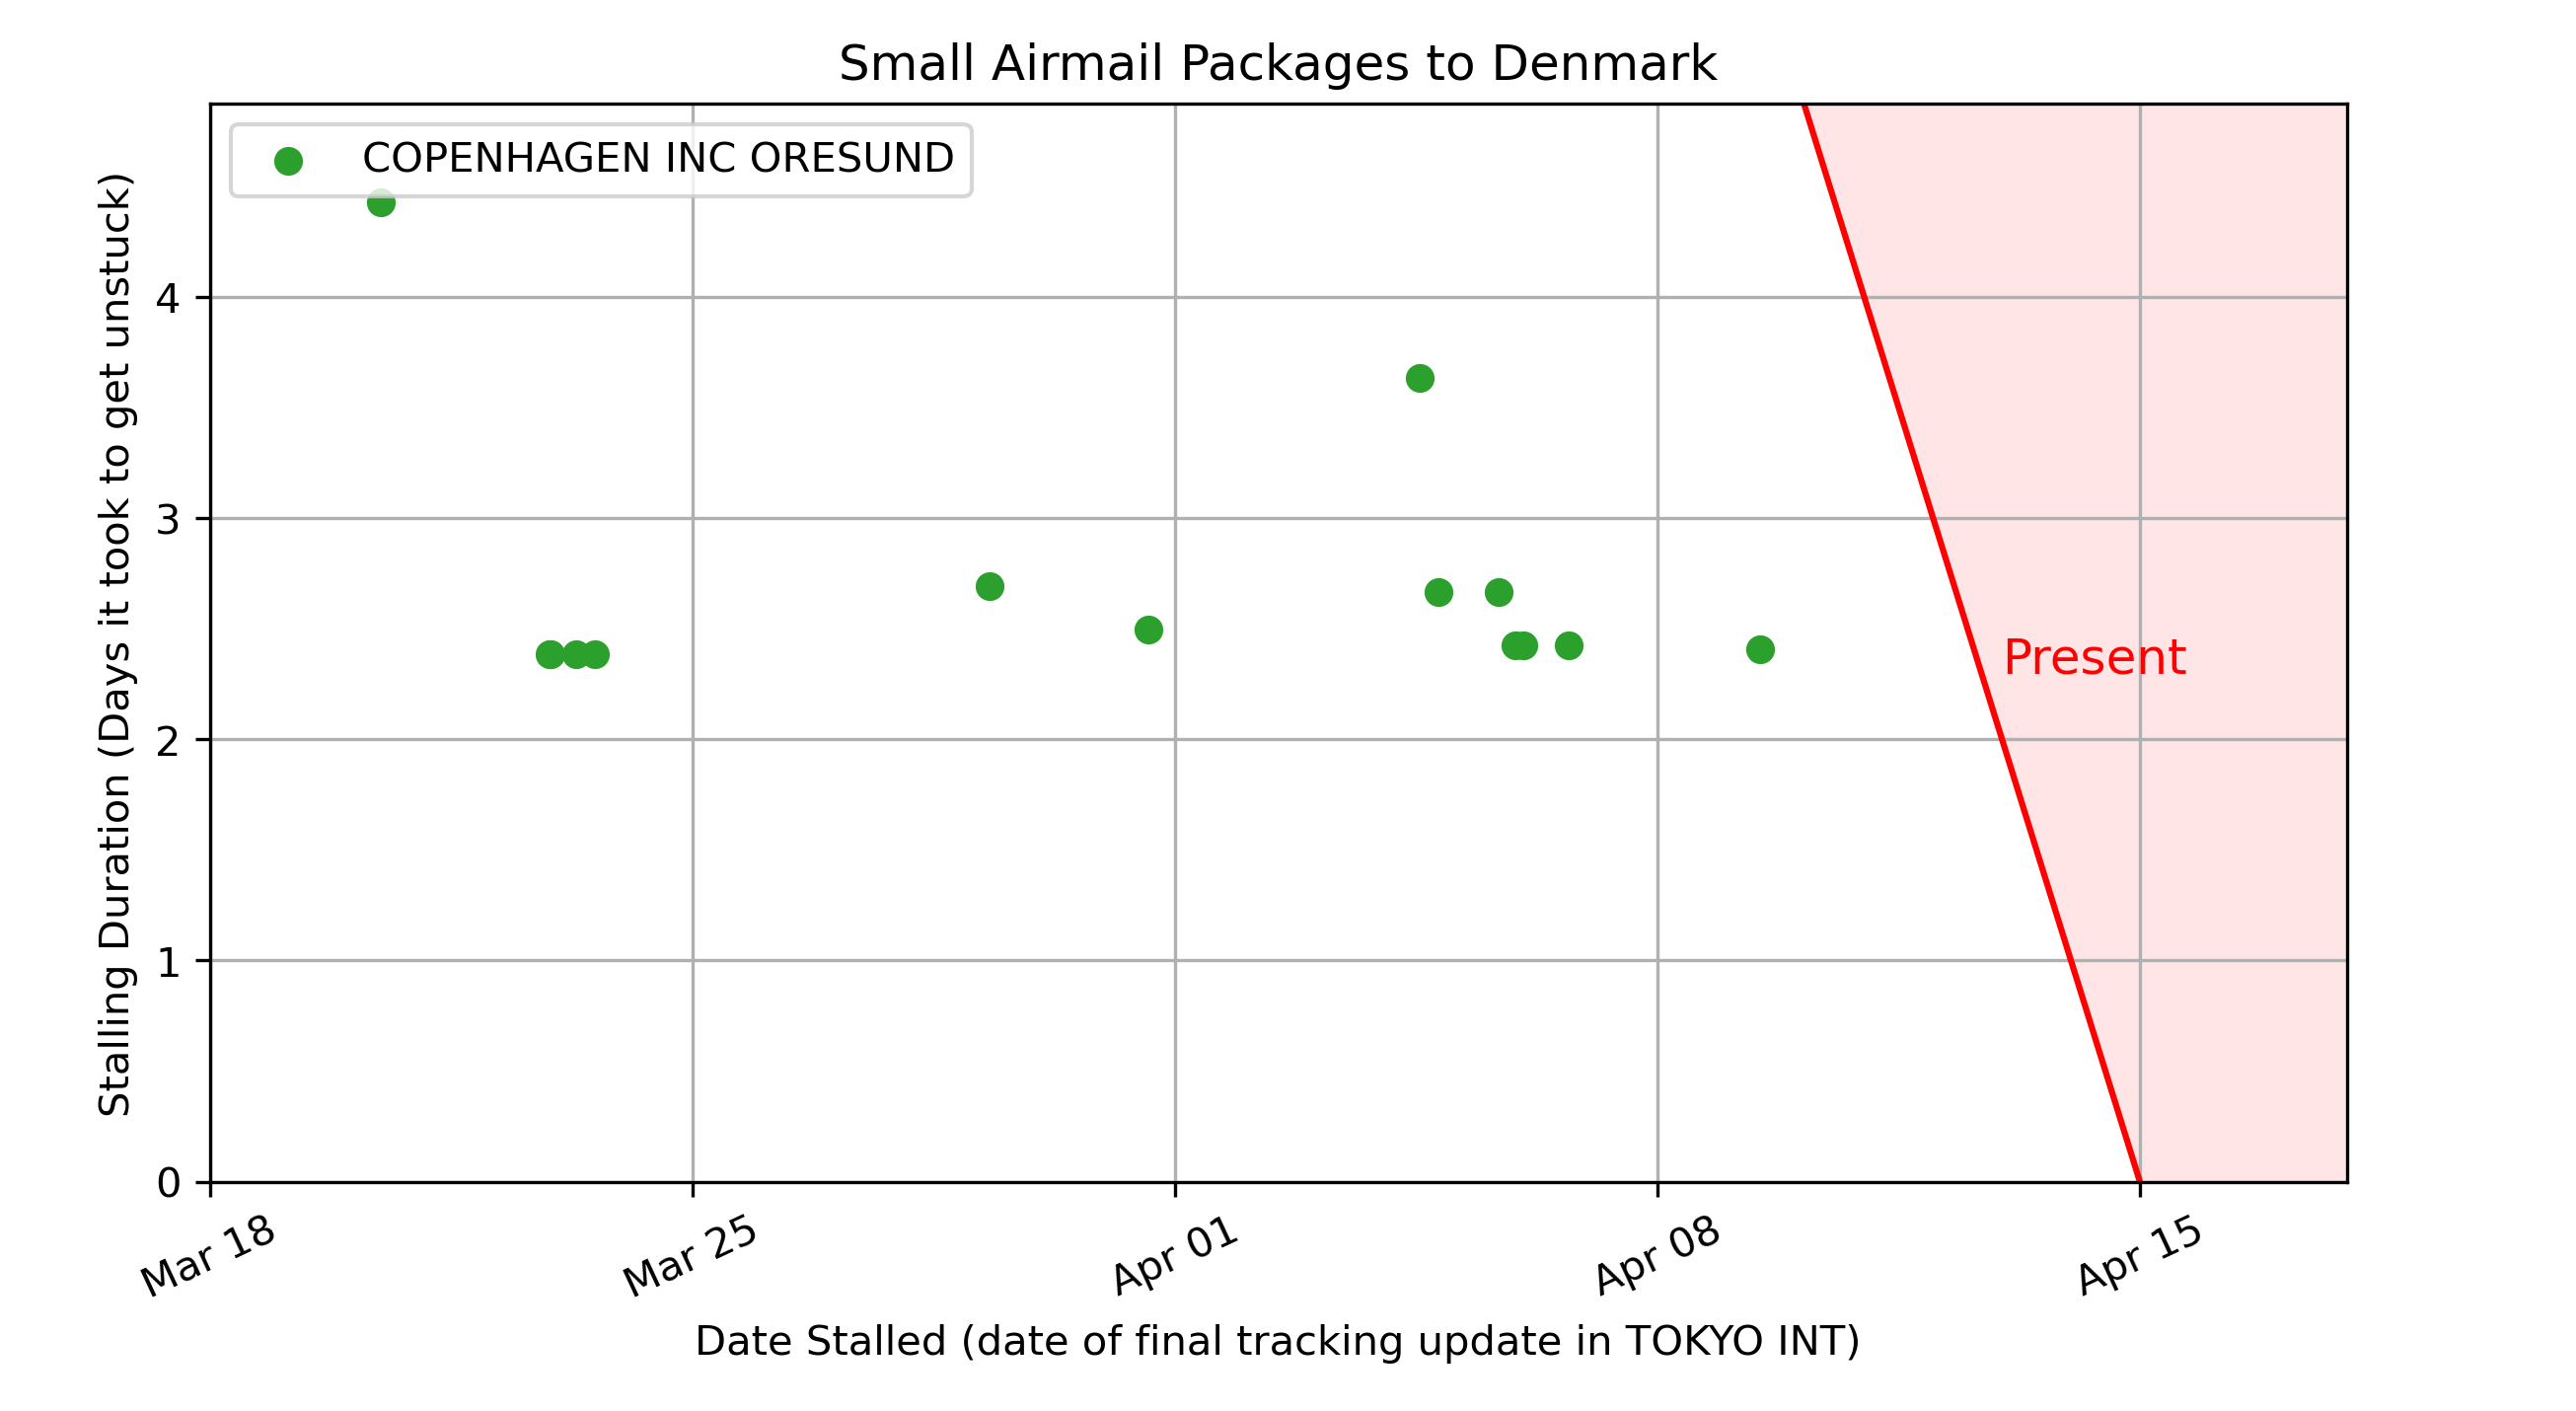 Small Airmail Packages to Denmark
COPENHAGEN INC ORESUND
Stalling Duration (Days it took to get unstuck)
4
3
2
1
0
Present
Mar 18
Mar 25
Apr 01
Apr 08
Apr 15
Date Stalled (date of final tracking update in TOKYO INT)